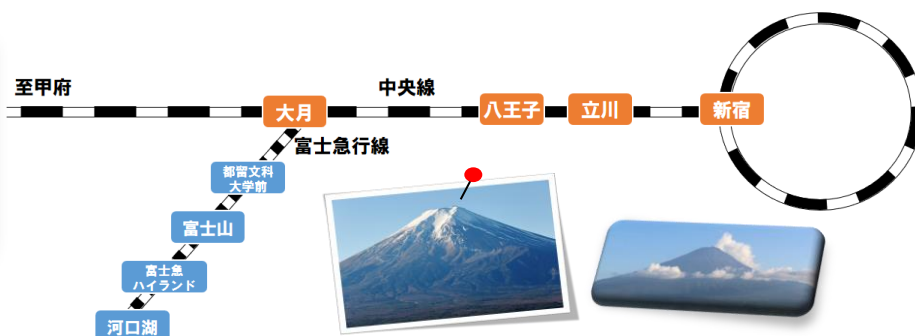 至甲府
中央線
大月
八王子
立川
新宿
富士急行線
都留文科
大学前
富士山
富士急
ハイランド
河口湖